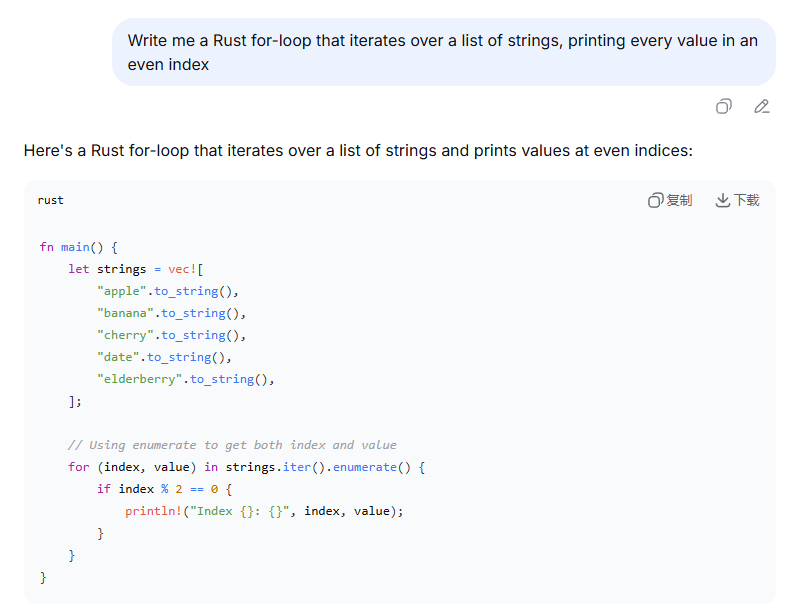 Write me a Rust for-loop that iterates over a list of strings, printing every value in an
even index
Here's a Rust for-loop that iterates over a list of strings and prints values at even indices:
rust 复制 下载
fn main() {
    let strings = vec![
        "apple".to_string(),
        "banana".to_string(),
        "cherry".to_string(),
        "date".to_string(),
        "elderberry".to_string(),
    ];

    // Using enumerate to get both index and value
    for (index, value) in strings.iter().enumerate() {
        if index % 2 == 0 {
            println!("Index {}: {}", index, value);
        }
    }
}